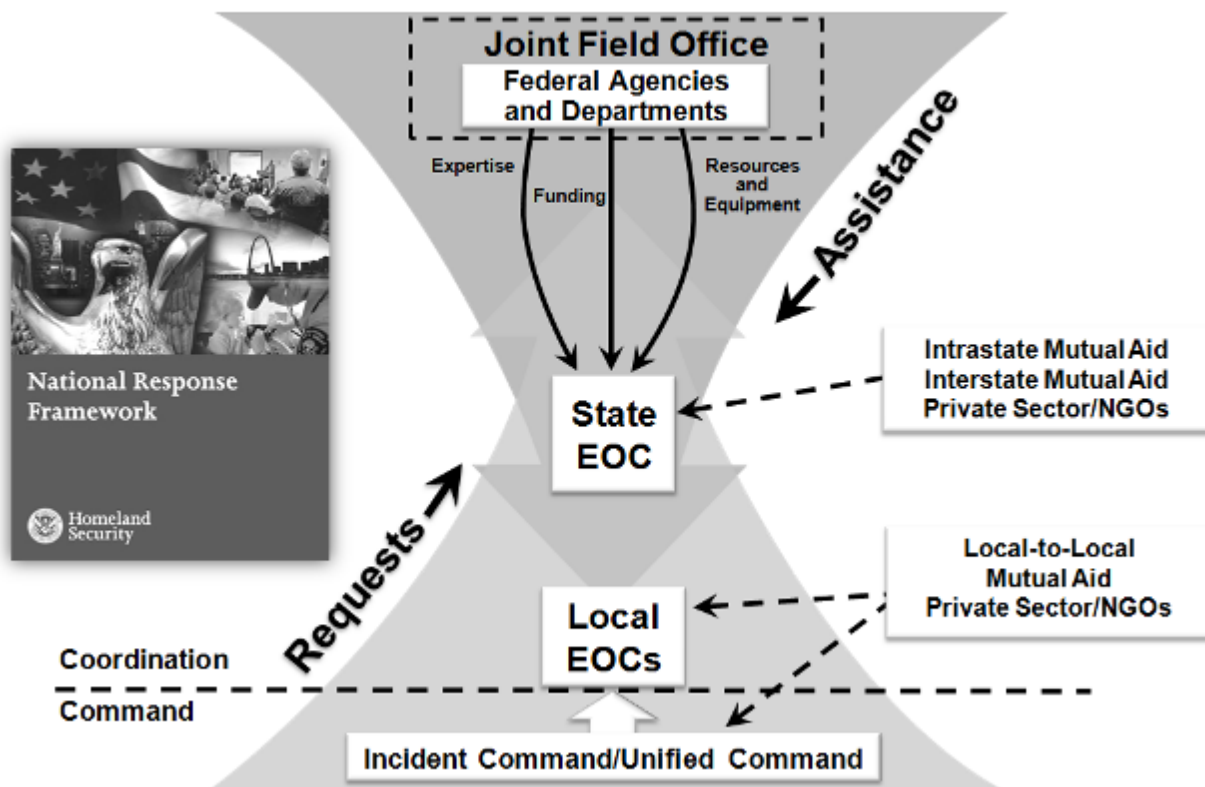 Joint Field Office
Federal Agencies
and Departments
Expertise
Funding
Resources
and
Equipment
Assistance
National Response
Framework
Homeland
Security
Intrastate Mutual Aid
Interstate Mutual Aid
Private Sector/NGOs
State
EOC
Requests
Local-to-Local
Mutual Aid
Private Sector/NGOs
Local
EOCs
Coordination
Command
Incident Command/Unified Command